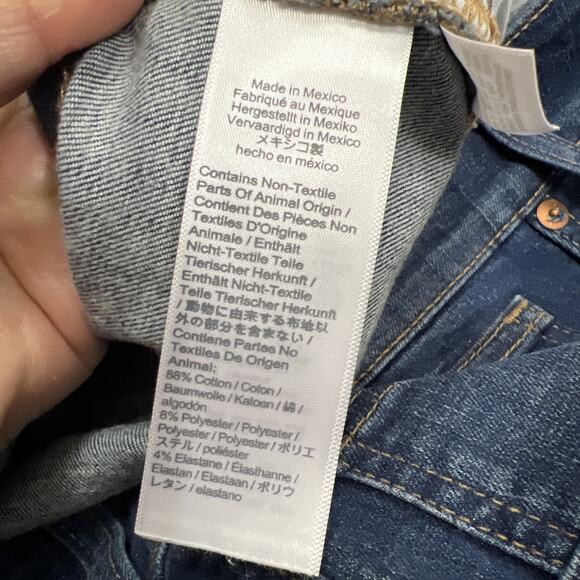 Made in Mexico
Fabriqué au Mexique
Hergestellt in Mexiko
Vervaardigd in Mexico
メキシコ製
hecho en méxico
Contains Non-Textile
Parts Of Animal Origin /
Contient Des Pièces Non
Textiles D'Origine
Animale / Enthält
Nicht-Textile Teile
Tierischer Herkunft /
Enthält Nicht-Textile
Teile Tierischer Herkunft
/ 動物に由来する布地以
外の部分を含まない /
Contiene Partes No
Textiles De Origen
Animal:
88% Cotton / Coton /
Baumwolle / Katoen / 綿 /
algodón
8% Polyester / Polyester /
Polyester / Polyester / ポリエ
ステル / poliéster
4% Elastane / Élasthanne /
Elastan / Elastaan / ポリウ
レタン / elastano